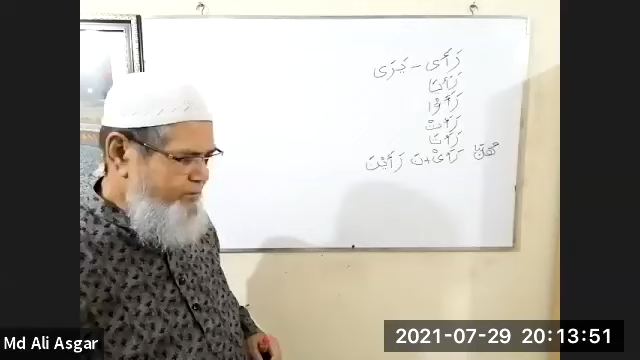 رَأَى - يَرَى
رَأَيَا
رَأَوْا
رَأَتْ
رَأَتَا
هُنَّ رَأَىْ+نَ رَأَيْنَ
Md Ali Asgar
2021-07-29 20:13:51